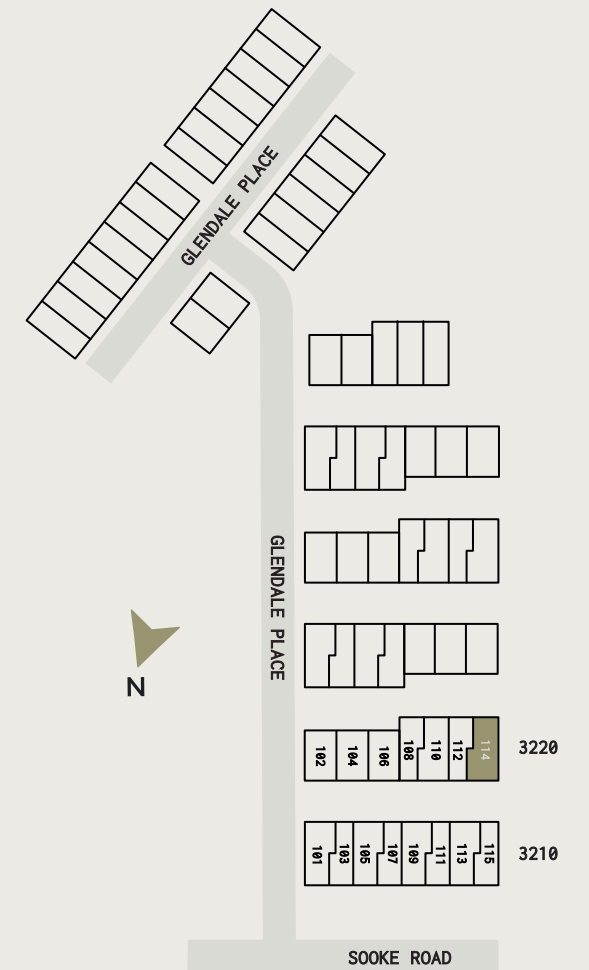 GLENDALE PLACE
GLENDALE PLACE
N
102 104 106 108 110 112 114
3220
101 103 105 107 109 111 113 115
3210
SOOKE ROAD